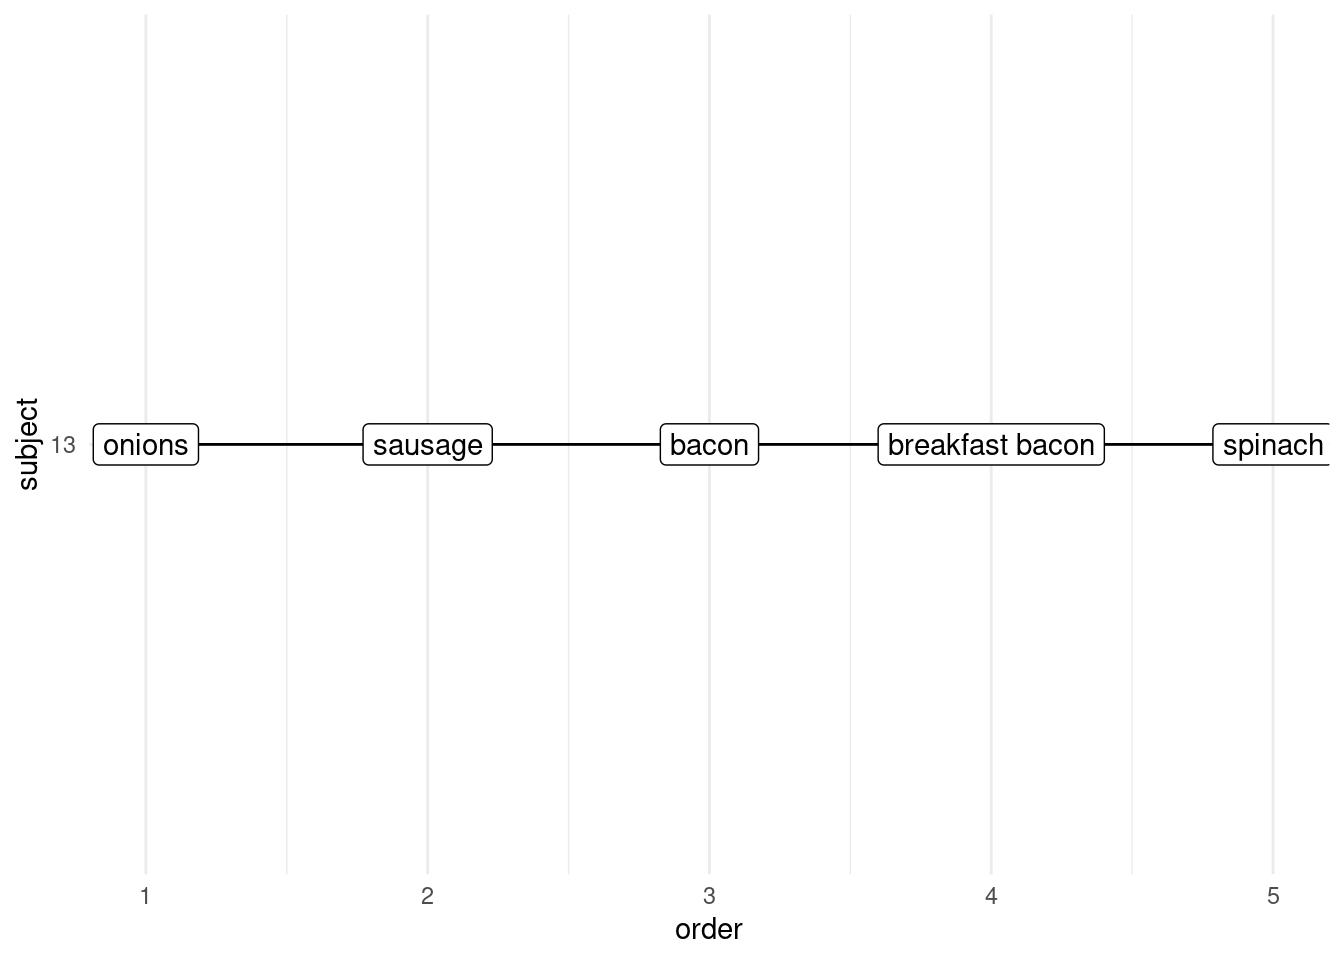 subject
13
onions
sausage
bacon
breakfast bacon
spinach
1
2
3
4
5
order